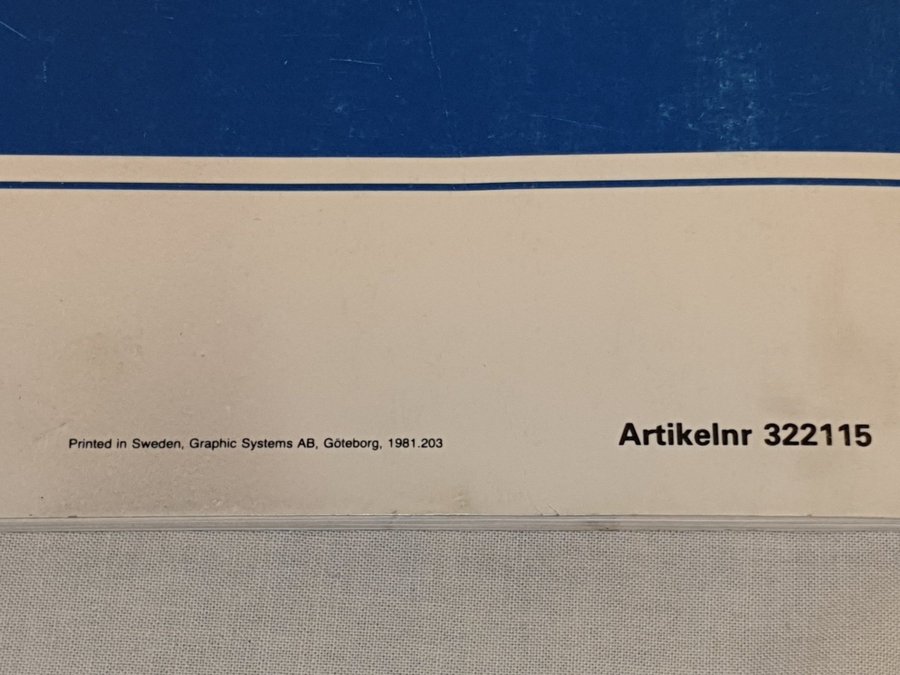 Printed in Sweden, Graphic Systems AB, Göteborg, 1981.203
Artikelnr 322115